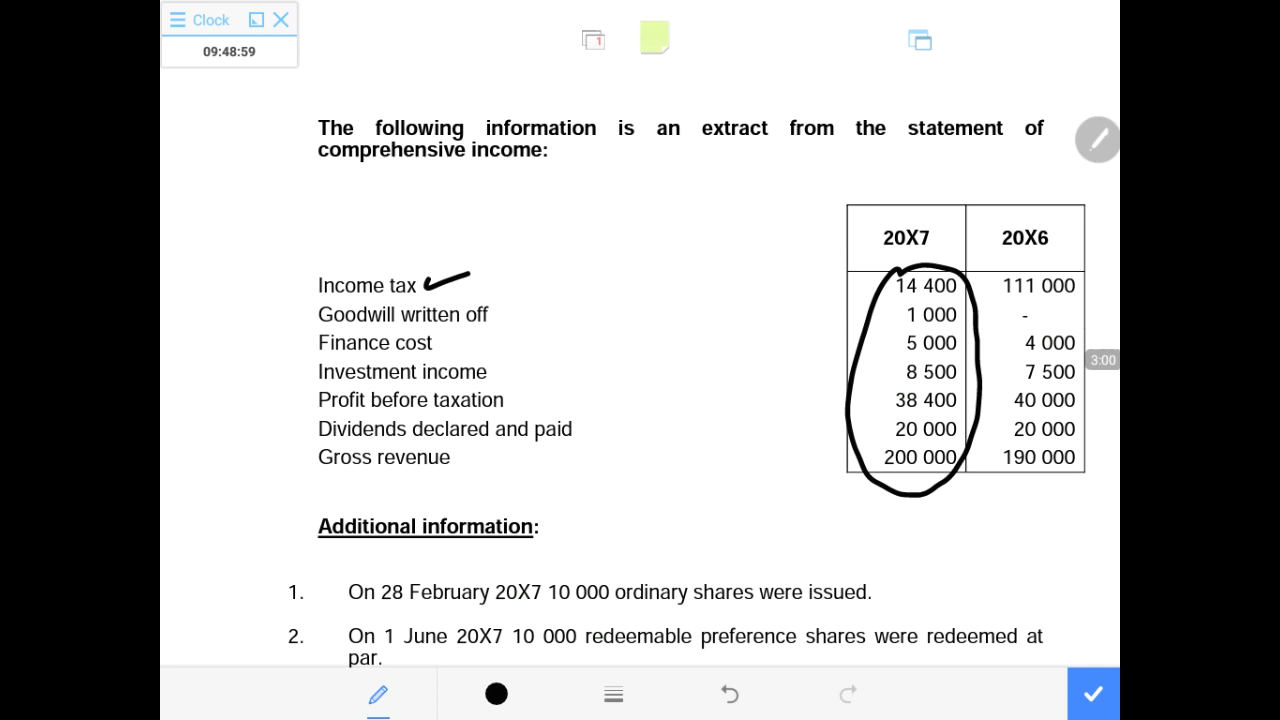 Clock
09:48:59
1
The following information is an extract from the statement of
comprehensive income:
20X7 20X6
Income tax 14 400 111 000
Goodwill written off 1 000 -
Finance cost 5 000 4 000
Investment income 8 500 7 500
3:00
Profit before taxation 38 400 40 000
Dividends declared and paid 20 000 20 000
Gross revenue 200 000 190 000
Additional information:
1. On 28 February 20X7 10 000 ordinary shares were issued.
2. On 1 June 20X7 10 000 redeemable preference shares were redeemed at
par.